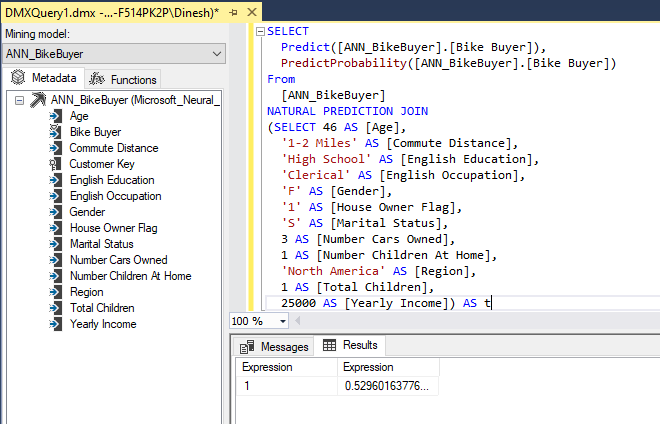 DMXQuery1.dmx -...-F514PK2P\Dinesh)*
Mining model:
ANN_BikeBuyer
Metadata
Functions
ANN_BikeBuyer (Microsoft_Neural_
Age
Bike Buyer
Commute Distance
Customer Key
English Education
English Occupation
Gender
House Owner Flag
Marital Status
Number Cars Owned
Number Children At Home
Region
Total Children
Yearly Income
SELECT
Predict([ANN_BikeBuyer].[Bike Buyer]),
PredictProbability([ANN_BikeBuyer].[Bike Buyer])
From
[ANN_BikeBuyer]
NATURAL PREDICTION JOIN
(SELECT 46 AS [Age],
'1-2 Miles' AS [Commute Distance],
'High School' AS [English Education],
'Clerical' AS [English Occupation],
'F' AS [Gender],
'1' AS [House Owner Flag],
'S' AS [Marital Status],
3 AS [Number Cars Owned],
1 AS [Number Children At Home],
'North America' AS [Region],
1 AS [Total Children],
25000 AS [Yearly Income]) AS t
100 %
Messages
Results
Expression Expression
1 0.52960163776...